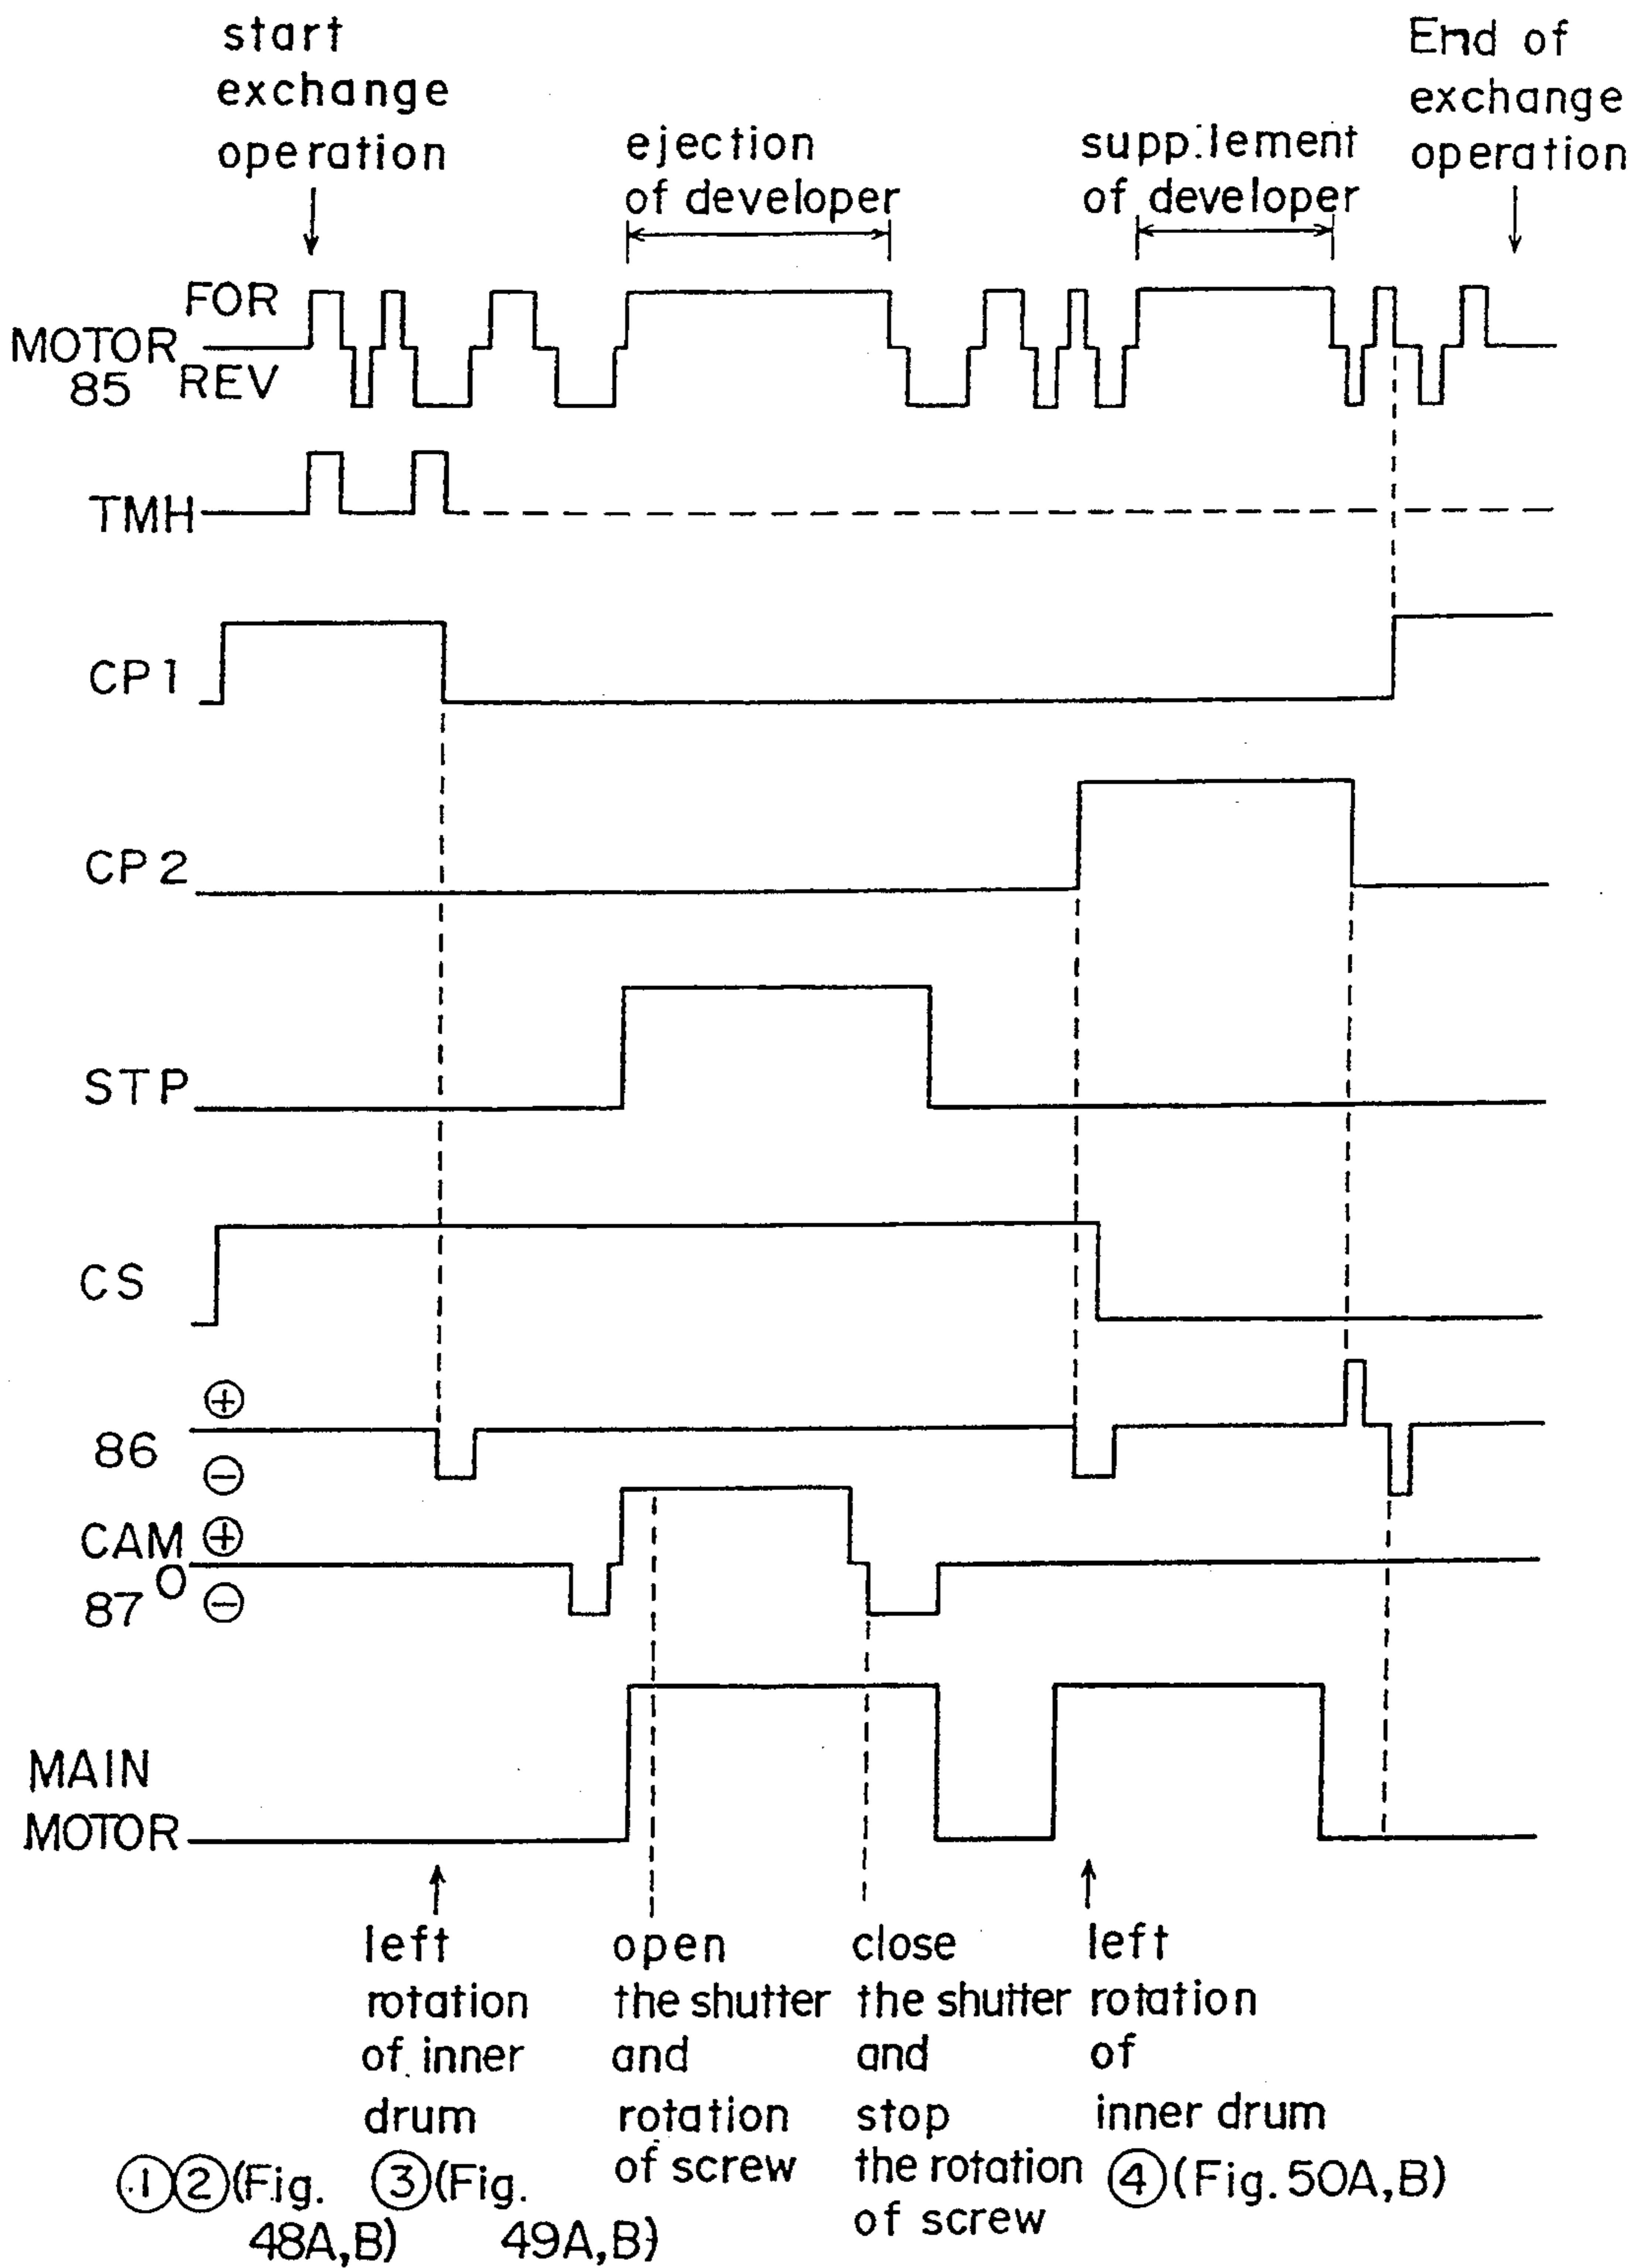 start
exchange
operation
End of
exchange
operation
ejection
of developer
supplement
of developer
FOR
MOTOR
85 REV
TMH
CP1
CP2
STP
CS
⊕
86
⊖
CAM ⊕
O
87 ⊖
MAIN
MOTOR
left
rotation
of inner
drum
open
the shutter
and
rotation
of screw
close
the shutter
and
stop
the rotation
of screw
left
rotation
of
inner drum
①②(Fig.
48A,B)
③(Fig.
49A,B)
④(Fig.50A,B)